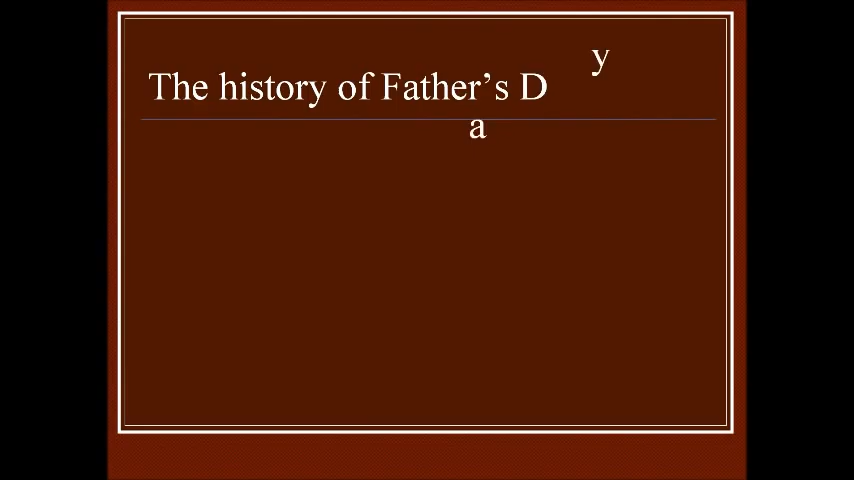 The history of Father’s D
y
a